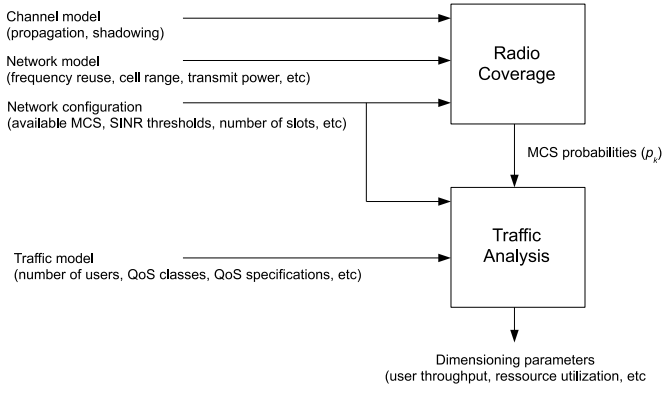 Channel model
(propagation, shadowing)
Network model
(frequency reuse, cell range, transmit power, etc)
Network configuration
(available MCS, SINR thresholds, number of slots, etc)
Radio
Coverage
MCS probabilities (pk)
Traffic
Analysis
Traffic model
(number of users, QoS classes, QoS specifications, etc)
Dimensioning parameters
(user throughput, ressource utilization, etc